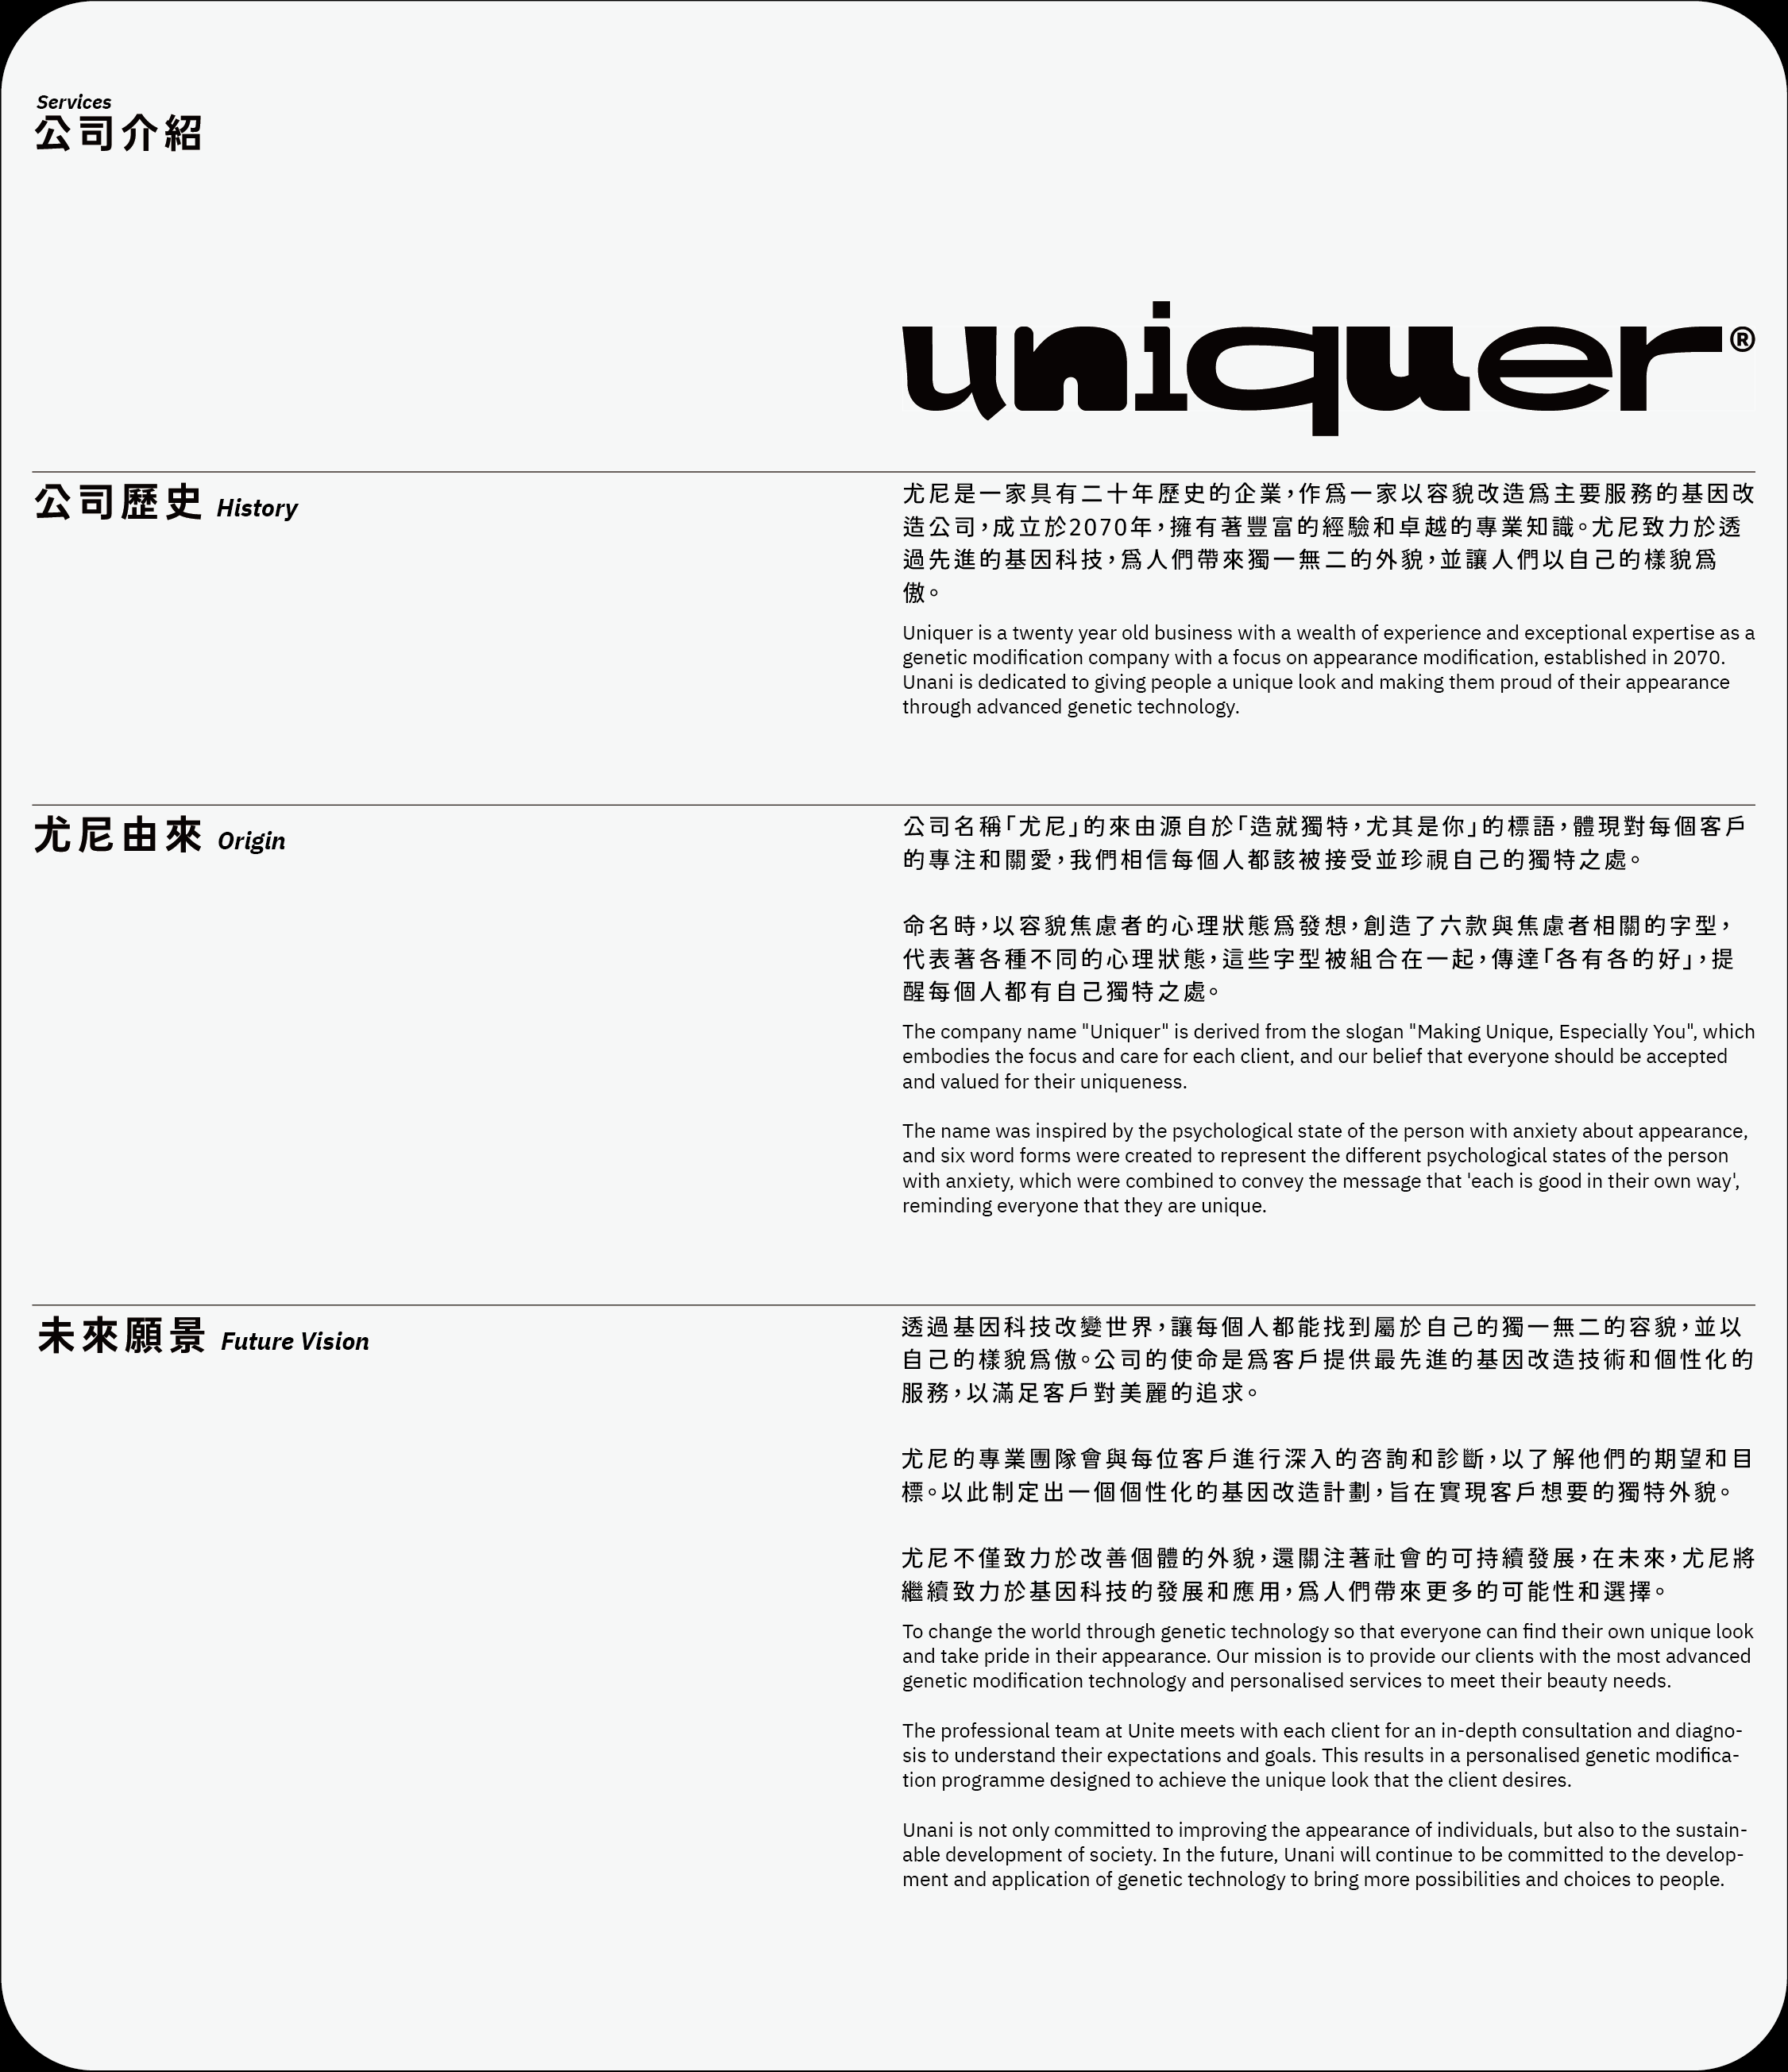 Services
公司介紹
uniquer®
公司歷史 History
尤尼是一家具有二十年歷史的企業，作爲一家以容貌改造爲主要服務的基因改
造公司，成立於2070年，擁有著豐富的經驗和卓越的專業知識。尤尼致力於透
過先進的基因科技，爲人們帶來獨一無二的外貌，並讓人們以自己的樣貌爲
傲。
Uniquer is a twenty year old business with a wealth of experience and exceptional expertise as a
genetic modification company with a focus on appearance modification, established in 2070.
Unani is dedicated to giving people a unique look and making them proud of their appearance
through advanced genetic technology.
尤尼由來 Origin
公司名稱「尤尼」的來由源自於「造就獨特，尤其是你」的標語，體現對每個客戶
的專注和關愛，我們相信每個人都該被接受並珍視自己的獨特之處。
命名時，以容貌焦慮者的心理狀態爲發想，創造了六款與焦慮者相關的字型，
代表著各種不同的心理狀態，這些字型被組合在一起，傳達「各有各的好」，提
醒每個人都有自己獨特之處。
The company name "Uniquer" is derived from the slogan "Making Unique, Especially You", which
embodies the focus and care for each client, and our belief that everyone should be accepted
and valued for their uniqueness.
The name was inspired by the psychological state of the person with anxiety about appearance,
and six word forms were created to represent the different psychological states of the person
with anxiety, which were combined to convey the message that 'each is good in their own way',
reminding everyone that they are unique.
未來願景 Future Vision
透過基因科技改變世界，讓每個人都能找到屬於自己的獨一無二的容貌，並以
自己的樣貌爲傲。公司的使命是爲客戶提供最先進的基因改造技術和個性化的
服務，以滿足客戶對美麗的追求。
尤尼的專業團隊會與每位客戶進行深入的咨詢和診斷，以了解他們的期望和目
標。以此制定出一個個性化的基因改造計劃，旨在實現客戶想要的獨特外貌。
尤尼不僅致力於改善個體的外貌，還關注著社會的可持續發展，在未來，尤尼將
繼續致力於基因科技的發展和應用，爲人們帶來更多的可能性和選擇。
To change the world through genetic technology so that everyone can find their own unique look
and take pride in their appearance. Our mission is to provide our clients with the most advanced
genetic modification technology and personalised services to meet their beauty needs.
The professional team at Unite meets with each client for an in-depth consultation and diagno-
sis to understand their expectations and goals. This results in a personalised genetic modifica-
tion programme designed to achieve the unique look that the client desires.
Unani is not only committed to improving the appearance of individuals, but also to the sustain-
able development of society. In the future, Unani will continue to be committed to the develop-
ment and application of genetic technology to bring more possibilities and choices to people.